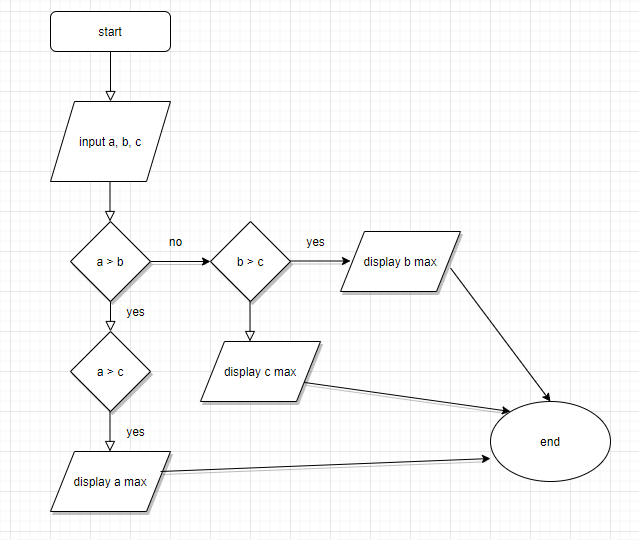 start
input a, b, c
a > b
no
b > c
yes
display b max
yes
a > c
display c max
yes
display a max
end